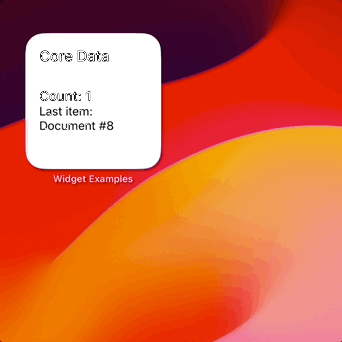 Core Data
Count: 1
Last item:
Document #8
Widget Examples